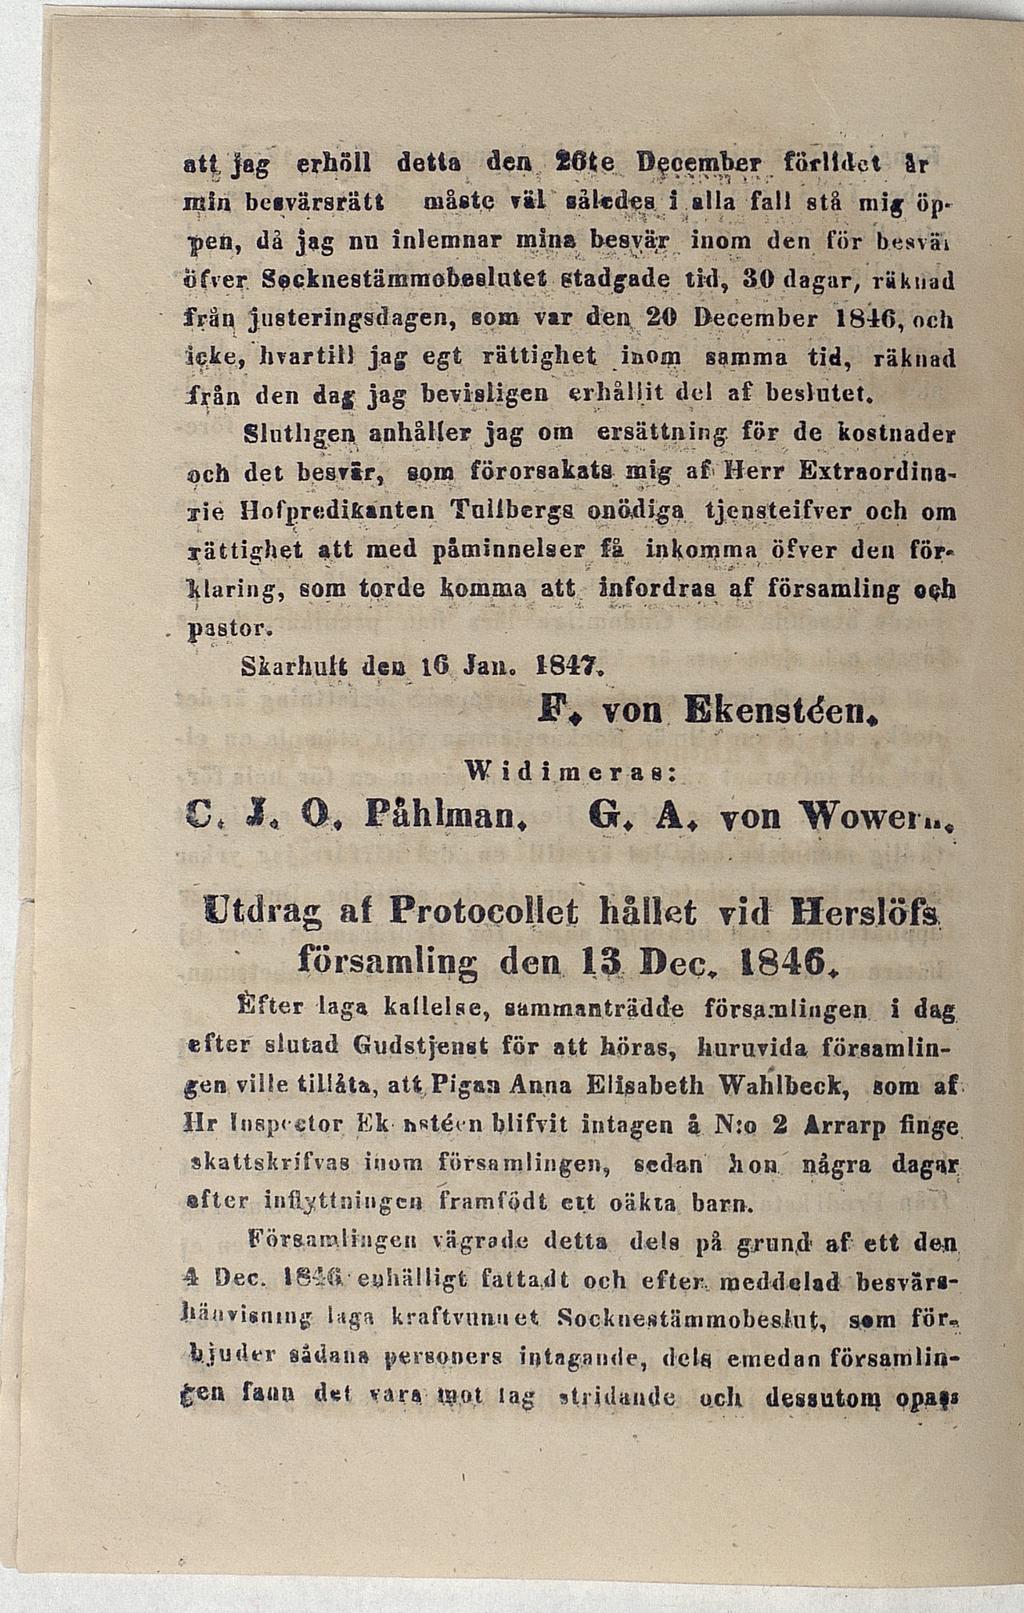 att jag erhöll detta den 26te December förlidet år
min besvärsrätt måste väl således i alla fall stå mig öp-
pen, då jag nu inlemnar mina besvär inom den för besvär
öfver Socknestämmobeslutet stadgade tid, 30 dagar, räknad
från justeringsdagen, som var den 20 December 1846, och
icke, hvartill jag egt rättighet inom samma tid, räknad
från den dag jag bevisligen erhållit del af beslutet.
Slutligen anhåller jag om ersättning för de kostnader
och det besvär, som förorsakats mig af Herr Extraordina-
rie Hofpredikanten Tullbergs onödiga tjensteifver och om
rättighet att med påminnelser få inkomma öfver den för-
klaring, som torde komma att infordras af församling och
pastor.
Skarhult den 16 Jan. 1847.
F. von Ekenstéen.
Widimeras:
C. J. O. Påhlman. G. A. von Wowern.
Utdrag af Protocollet hållet vid Herslöfs
församling den 13 Dec. 1846.
Efter laga kallelse, sammanträdde församlingen i dag
efter slutad Gudstjenst för att höras, huruvida församlin-
gen ville tillåta, att Pigan Anna Elisabeth Wahlbeck, som af
Hr Inspector Ekenstéen blifvit intagen å N:o 2 Arrarp finge
skattskrifvas inom församlingen, sedan hon några dagar
efter inflyttningen framfödt ett oäkta barn.
Församlingen vägrade detta dels på grund af ett den
4 Dec. 1846 enhälligt fattadt och efter meddelad besvärs-
hänvisning laga kraftvunnet Socknestämmobeslut, som för-
bjuder sådana personers intagande, dels emedan församlin-
gen fann det vara mot lag stridande och dessutom opass